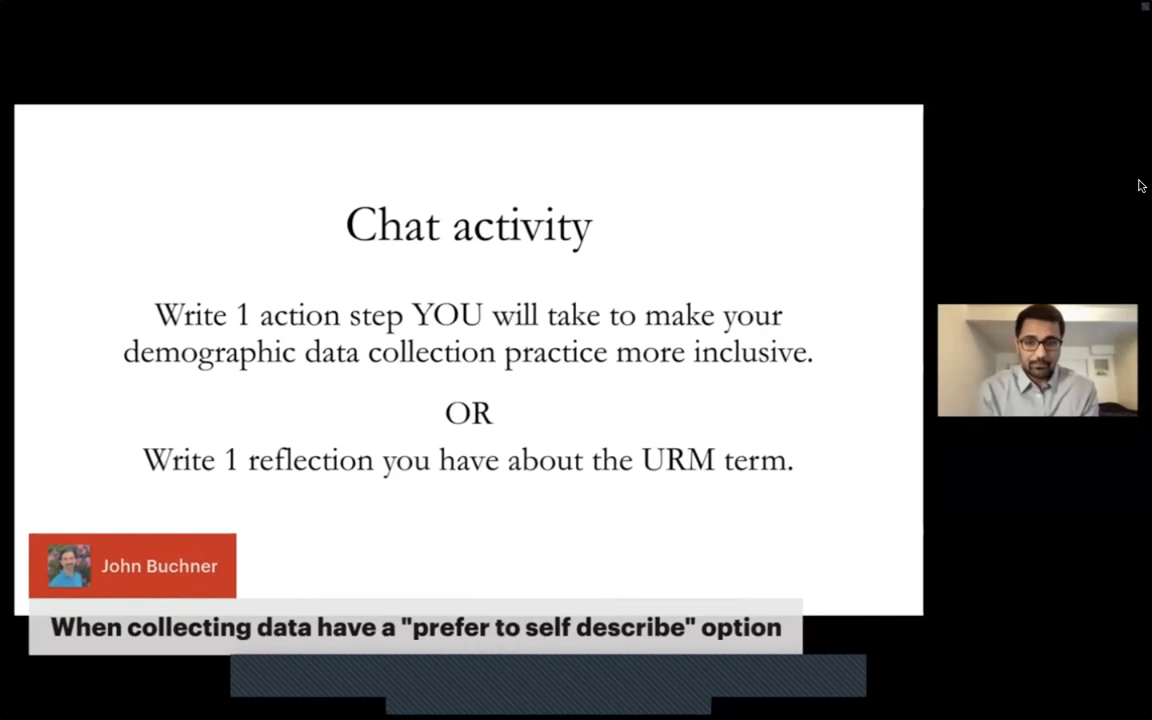 Chat activity
Write 1 action step YOU will take to make your
demographic data collection practice more inclusive.
OR
Write 1 reflection you have about the URM term.
John Buchner
When collecting data have a "prefer to self describe" option